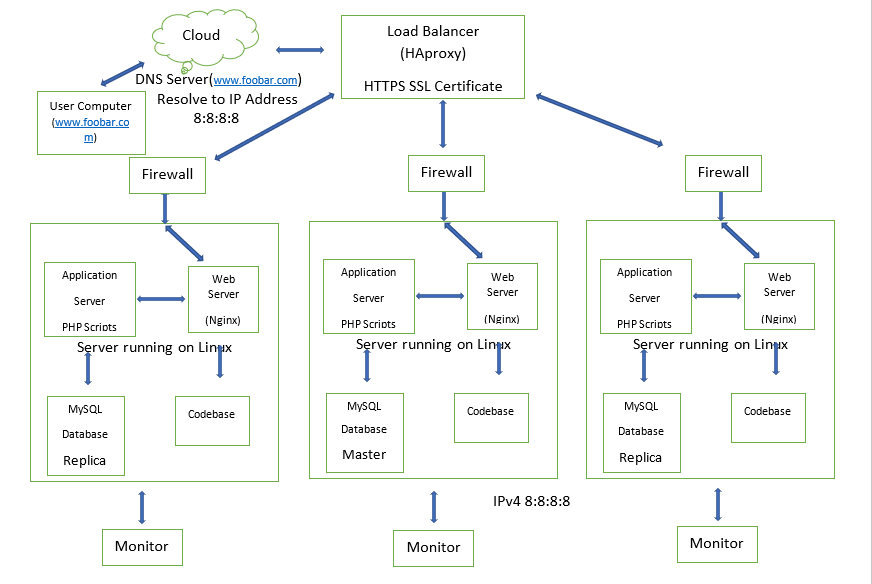 Cloud
Load Balancer
(HAproxy)
HTTPS SSL Certificate
DNS Server(www.foobar.com)
Resolve to IP Address
8:8:8:8
User Computer
(www.foobar.co
m)
Firewall
Firewall
Firewall
Application
Server
PHP Scripts
Web
Server
(Nginx)
Server running on Linux
MySQL
Database
Replica
Codebase
Application
Server
PHP Scripts
Web
Server
(Nginx)
Server running on Linux
MySQL
Database
Master
Codebase
Application
Server
PHP Scripts
Web
Server
(Nginx)
Server running on Linux
MySQL
Database
Replica
Codebase
IPv4 8:8:8:8
Monitor
Monitor
Monitor